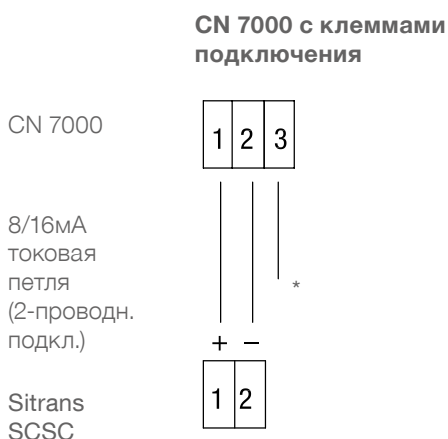 CN 7000 с клеммами
подключения
CN 7000
1 2 3
8/16мА
токовая
петля
(2-проводн.
подкл.)
*
+ −
Sitrans
SCSC
1 2